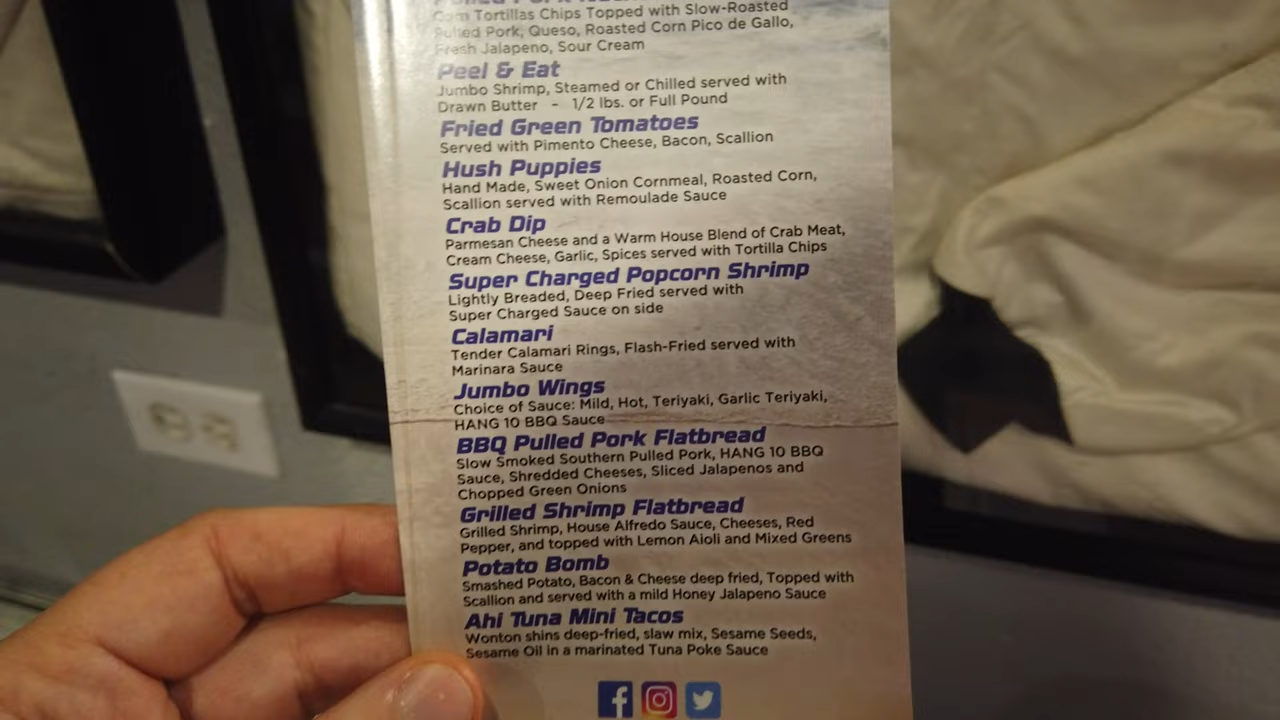 Corn Tortillas Chips Topped with Slow-Roasted
Pulled Pork, Queso, Roasted Corn Pico de Gallo,
Fresh Jalapeno, Sour Cream
Peel & Eat
Jumbo Shrimp, Steamed or Chilled served with
Drawn Butter - 1/2 lbs. or Full Pound
Fried Green Tomatoes
Served with Pimento Cheese, Bacon, Scallion
Hush Puppies
Hand Made, Sweet Onion Cornmeal, Roasted Corn,
Scallion served with Remoulade Sauce
Crab Dip
Parmesan Cheese and a Warm House Blend of Crab Meat,
Cream Cheese, Garlic, Spices served with Tortilla Chips
Super Charged Popcorn Shrimp
Lightly Breaded, Deep Fried served with
Super Charged Sauce on side
Calamari
Tender Calamari Rings, Flash-Fried served with
Marinara Sauce
Jumbo Wings
Choice of Sauce: Mild, Hot, Teriyaki, Garlic Teriyaki,
HANG 10 BBQ Sauce
BBQ Pulled Pork Flatbread
Slow Smoked Southern Pulled Pork, HANG 10 BBQ
Sauce, Shredded Cheeses, Sliced Jalapenos and
Chopped Green Onions
Grilled Shrimp Flatbread
Grilled Shrimp, House Alfredo Sauce, Cheeses, Red
Pepper, and topped with Lemon Aioli and Mixed Greens
Potato Bomb
Smashed Potato, Bacon & Cheese deep fried, Topped with
Scallion and served with a mild Honey Jalapeno Sauce
Ahi Tuna Mini Tacos
Wonton shins deep-fried, slaw mix, Sesame Seeds,
Sesame Oil in a marinated Tuna Poke Sauce